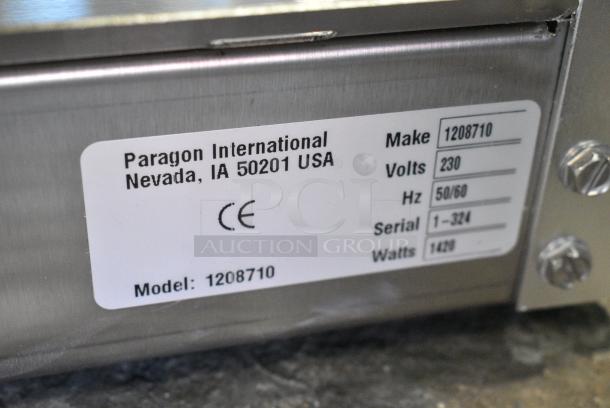 Paragon International
Nevada, IA 50201 USA
CE
Model: 1208710
Make 1208710
Volts 230
Hz 50/60
Serial 1-324
Watts 1420
PCI
AUCTION GROUP